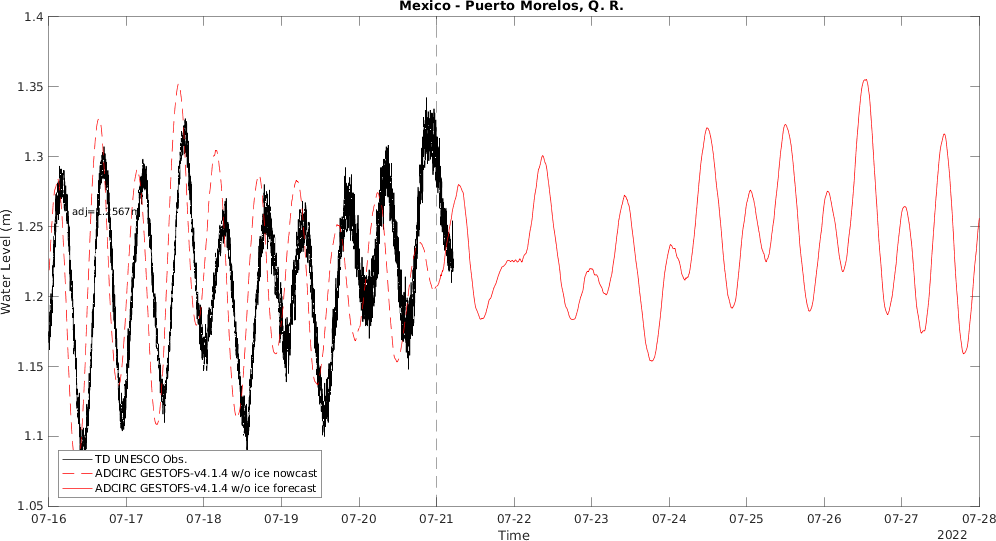 Mexico - Puerto Morelos, Q. R.
Water Level (m)
1.4
1.35
1.3
1.25
1.2
1.15
1.1
1.05
adj=1.2567m
TD UNESCO Obs.
ADCIRC GESTOFS-v4.1.4 w/o ice nowcast
ADCIRC GESTOFS-v4.1.4 w/o ice forecast
07-16 07-17 07-18 07-19 07-20 07-21 07-22 07-23 07-24 07-25 07-26 07-27 07-28
Time
2022